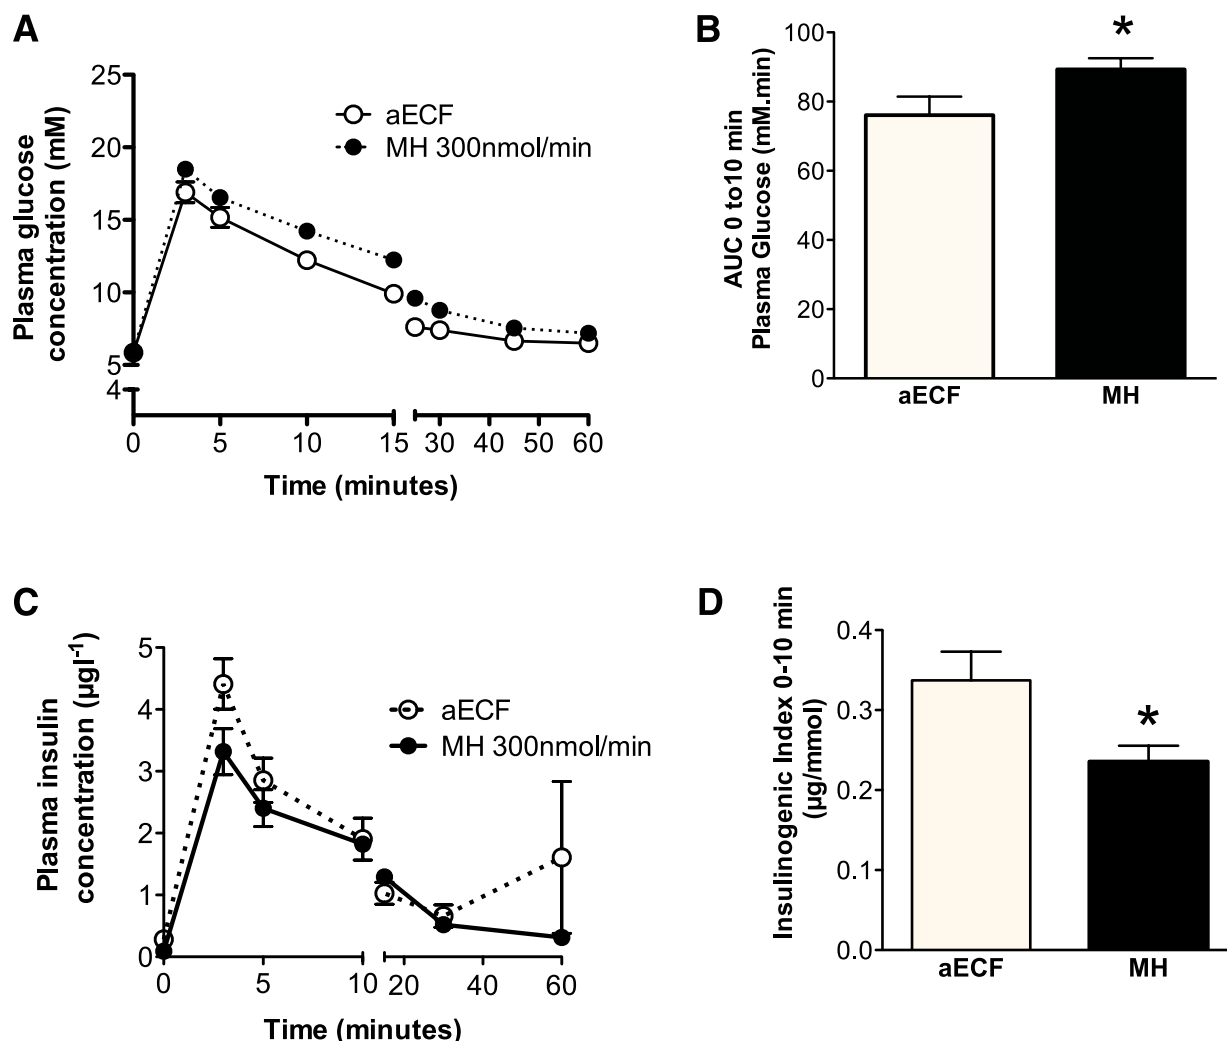 A
Plasma glucose
concentration (mM)
25
20
15
10
5
4
aECF
MH 300nmol/min
0 5 10 15 30 40 50 60
Time (minutes)
B
AUC 0 to10 min
Plasma Glucose (mM.min)
100
80
60
40
20
0
*
aECF MH
C
Plasma insulin
concentration (µgl-1)
5
4
3
2
1
0
aECF
MH 300nmol/min
0 5 10 20 40 60
Time (minutes)
D
Insulinogenic Index 0-10 min
(µg/mmol)
0.4
0.3
0.2
0.1
0.0
*
aECF MH